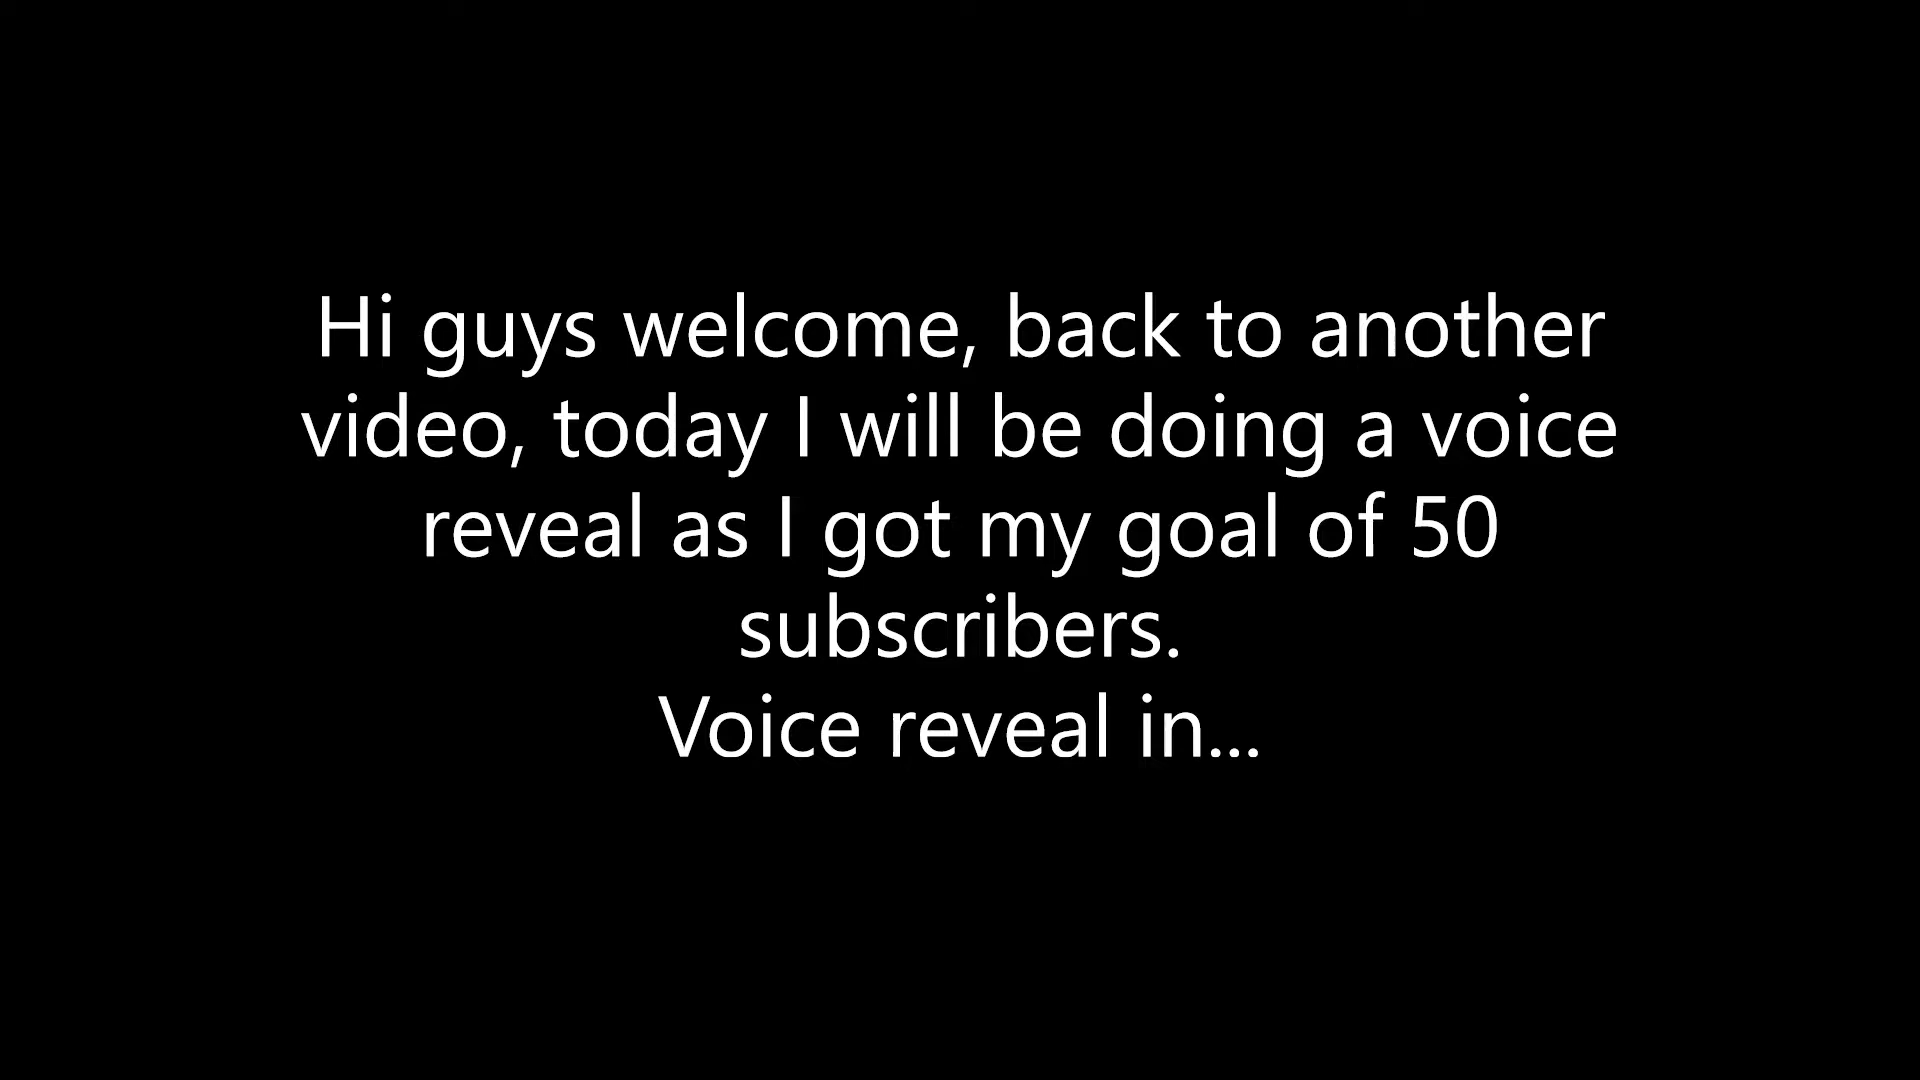 Hi guys welcome, back to another
video, today I will be doing a voice
reveal as I got my goal of 50
subscribers.
Voice reveal in...